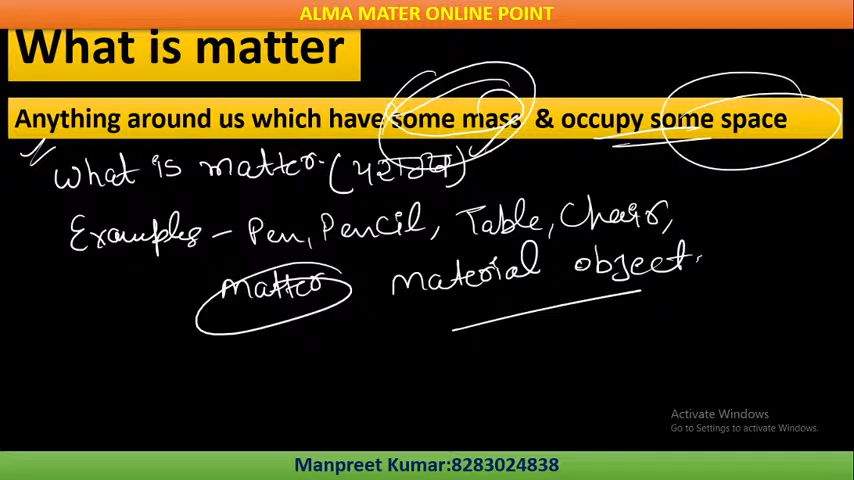 ALMA MATER ONLINE POINT
What is matter
Anything around us which have some mass & occupy some space
What is matter. (पदार्थ)
Examples - Pen, Pencil, Table, Chair,
matter material object.
Activate Windows
Go to Settings to activate Windows.
Manpreet Kumar:8283024838